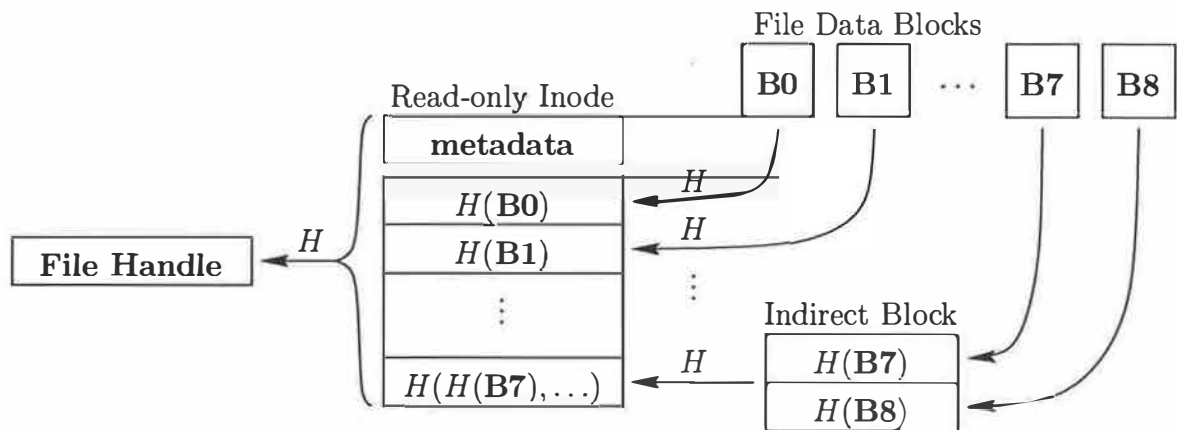 File Data Blocks
B0 B1 ⋯ B7 B8
Read-only Inode
metadata
H
H(B0)
H
H(B1)
H
File Handle
⋮
⋮
Indirect Block
H(B7)
H
H(H(B7),...)
H(B8)